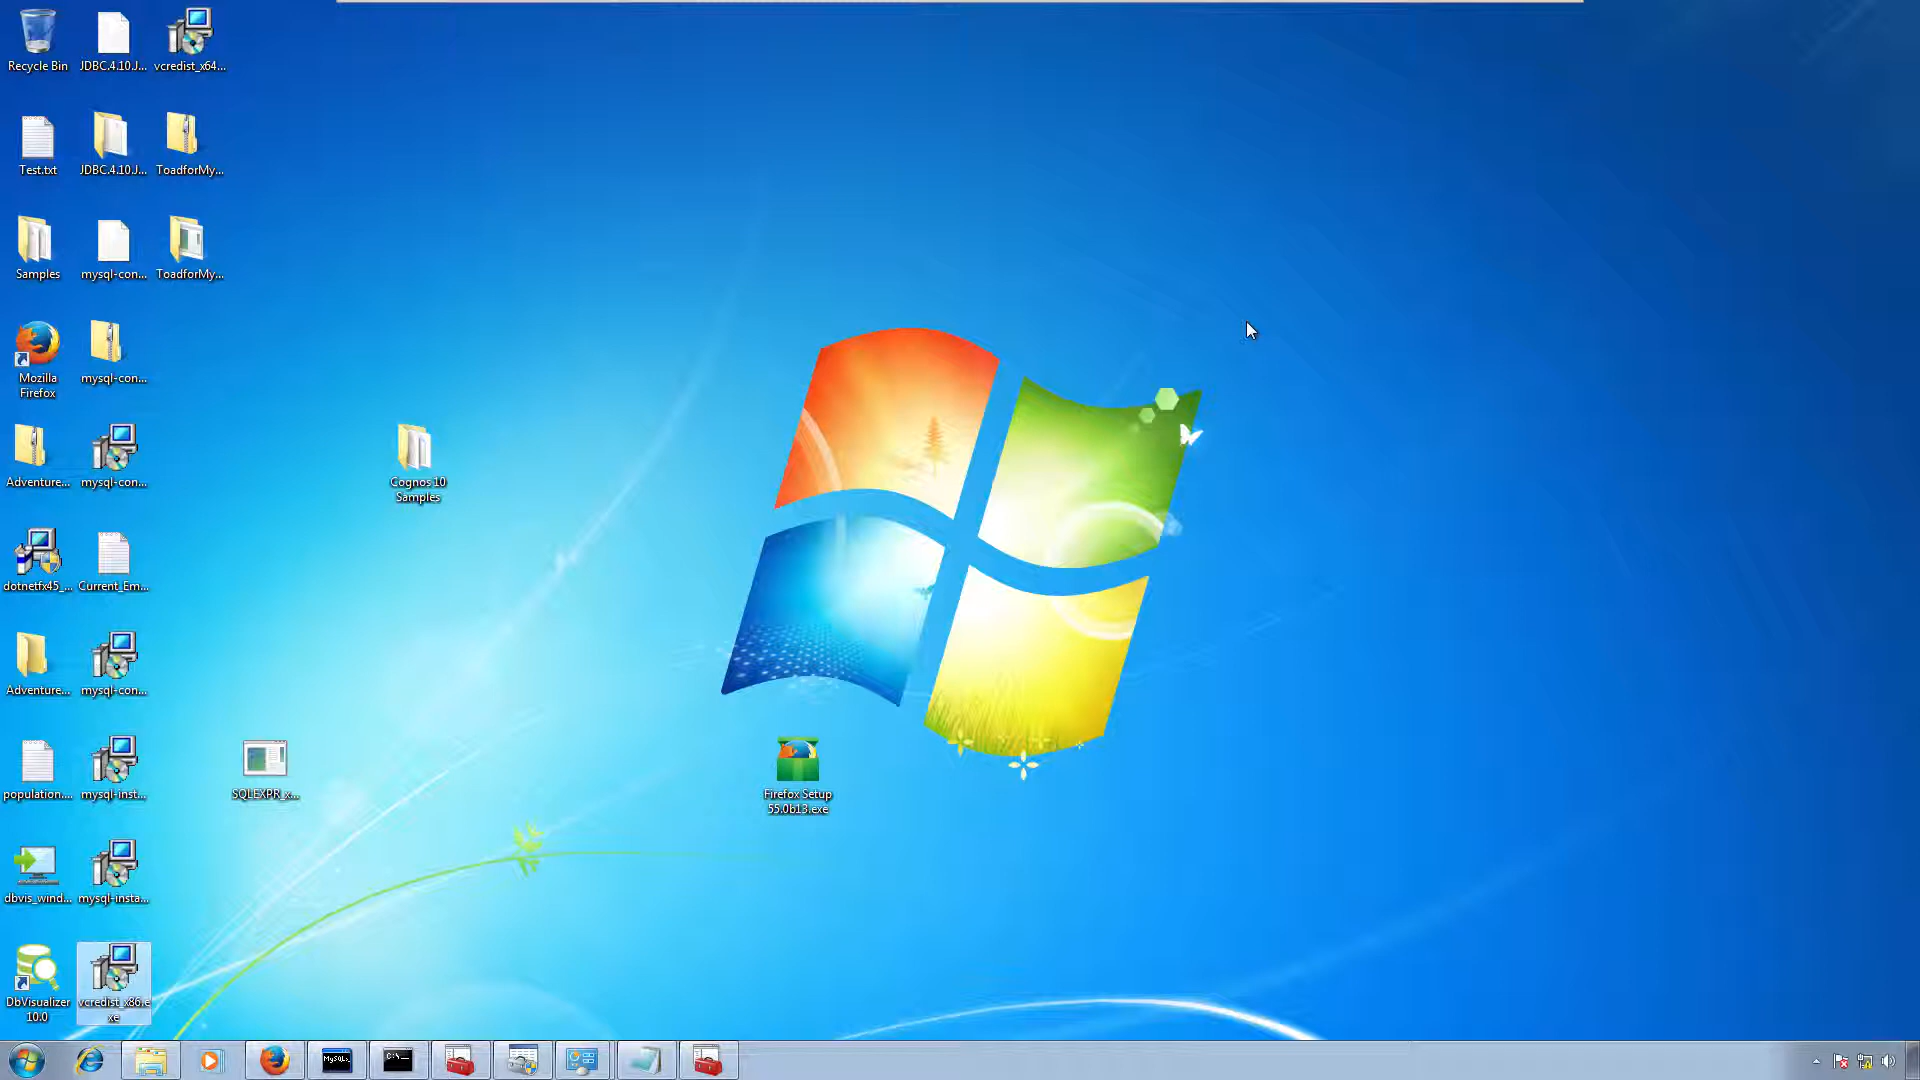 Recycle Bin
JDBC.4.10.J...
vcredist_x64...
Test.txt
JDBC.4.10.J...
ToadforMy...
Samples
mysql-con...
ToadforMy...
Mozilla
Firefox
mysql-con...
Adventure...
mysql-con...
Cognos 10
Samples
dotnetfx45_...
Current_Em...
Adventure...
mysql-con...
population....
mysql-inst...
SQLEXPR_x...
Firefox Setup
55.0b13.exe
dbvis_wind...
mysql-insta...
DbVisualizer
10.0
vcredist_x86.e
xe
MySQL>
C:\_